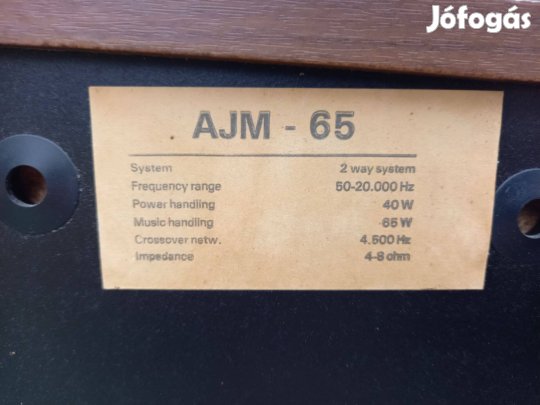 Jófogás
AJM - 65
System 2 way system
Frequency range 50-20.000 Hz
Power handling 40 W
Music handling 65 W
Crossover netw. 4.500 Hz
Impedance 4-8 ohm